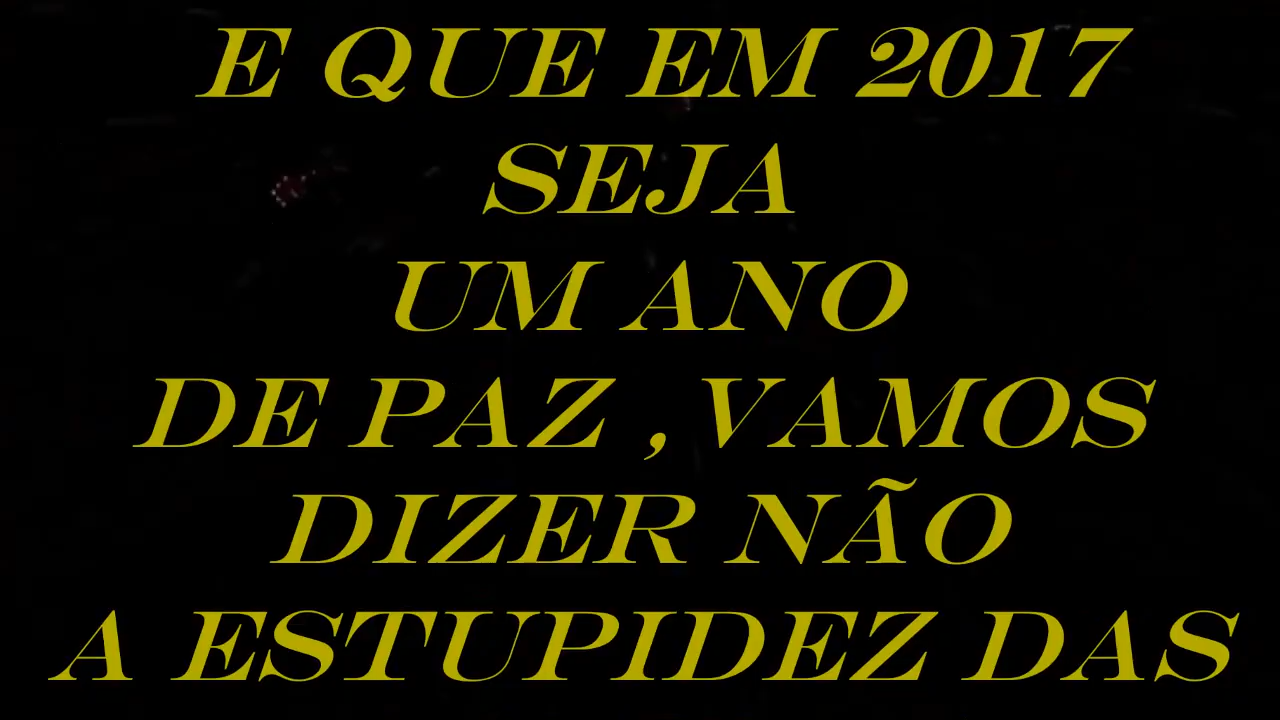 E QUE EM 2017
SEJA
UM ANO
DE PAZ ,VAMOS
DIZER NÃO
A ESTUPIDEZ DAS